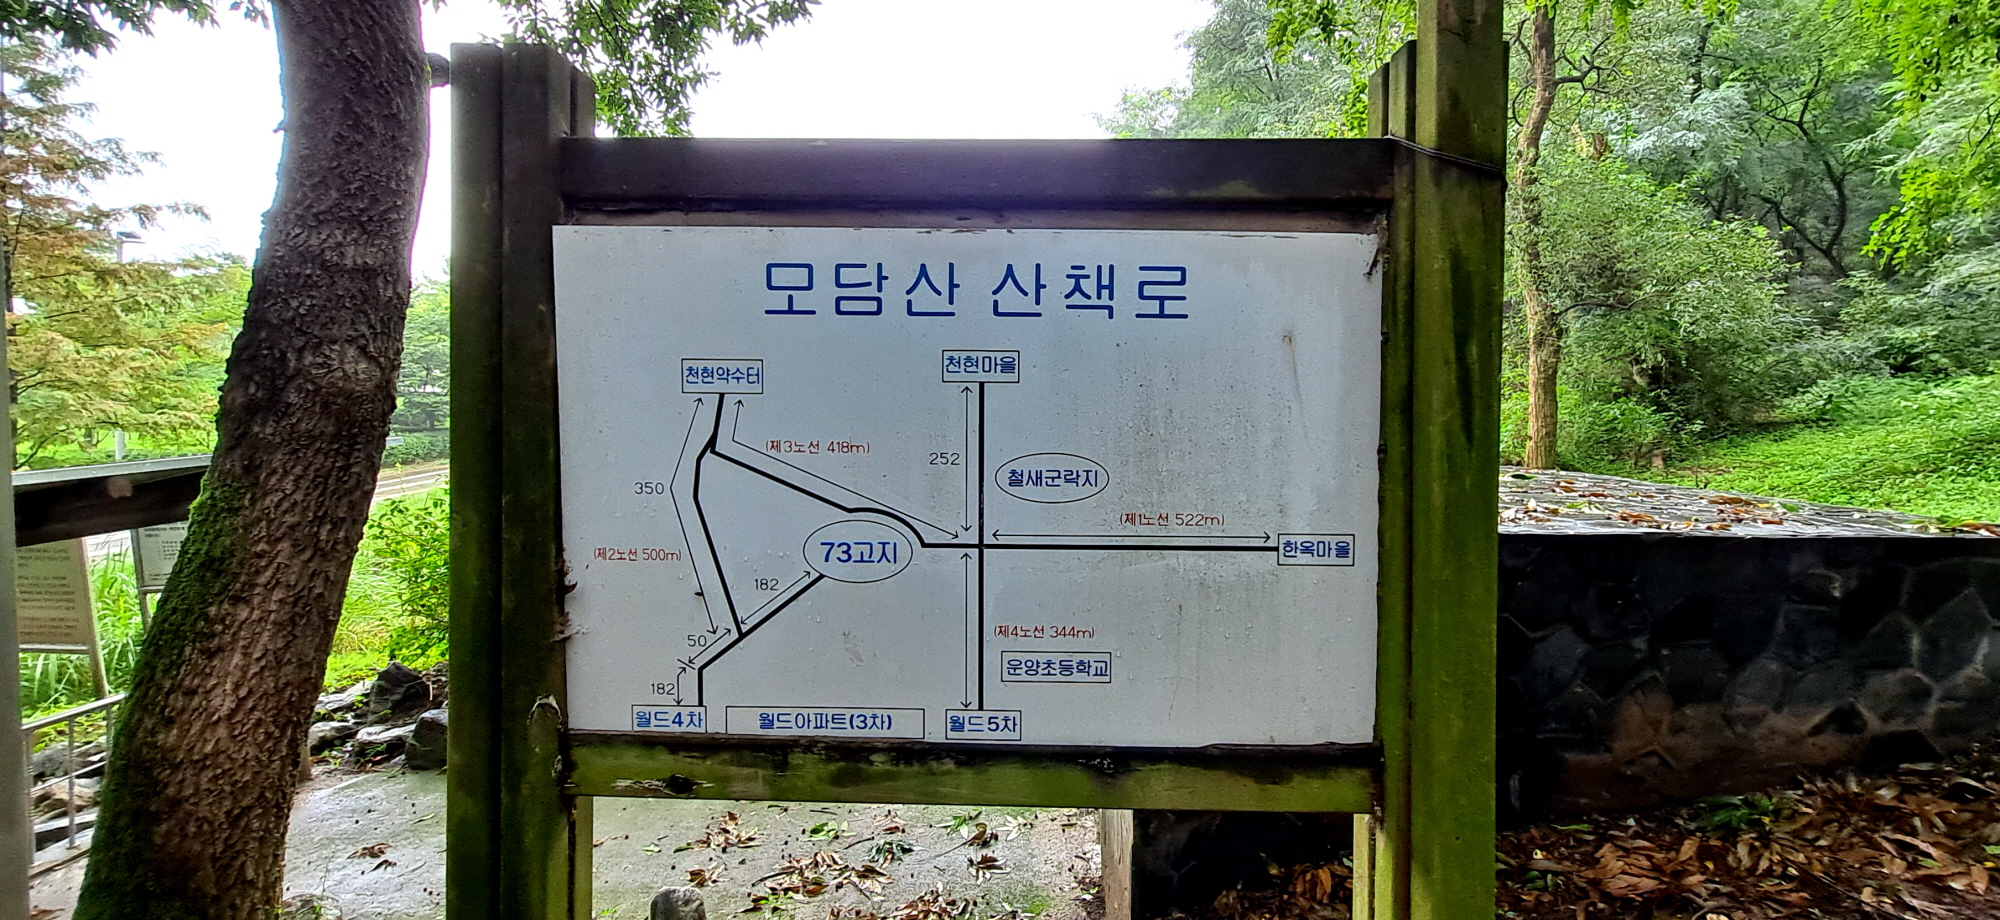 모담산 산책로
천현약수터
천현마을
(제3노선 418m)
252
철새군락지
350
(제1노선 522m)
한옥마을
(제2노선 500m)
73고지
182
50
(제4노선 344m)
운양초등학교
182
월드4차
월드아파트(3차)
월드5차